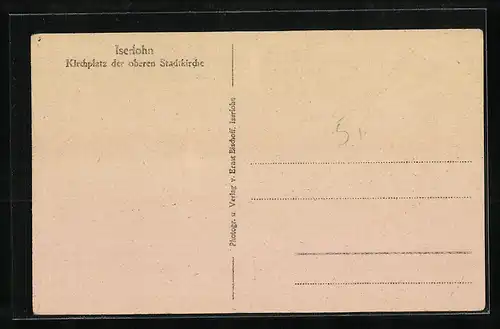 Iserlohn
Kirchplatz der oberen Stadtkirche
Photogr. u. Verlag v. Ernst Bischoff, Iserlohn